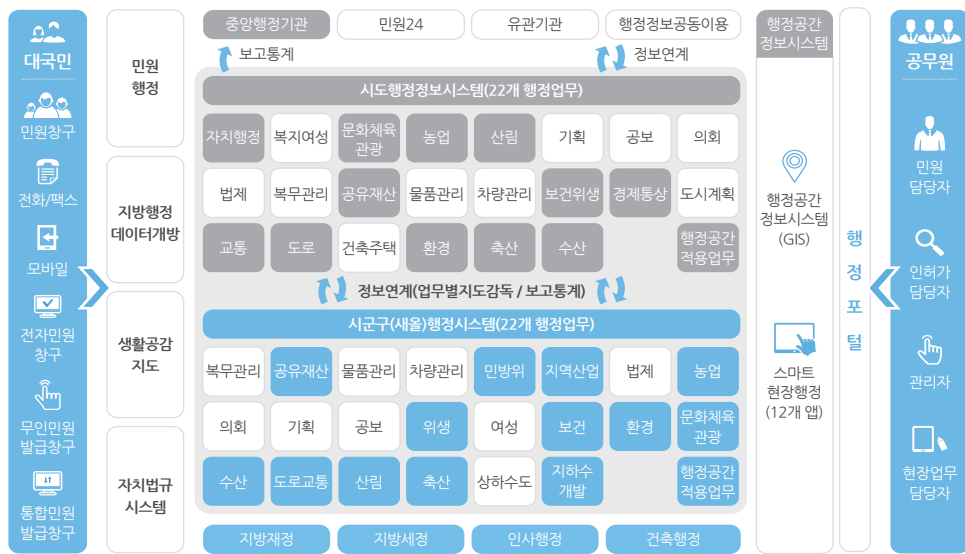 대국민
민원창구
전화/팩스
모바일
전자민원
창구
무인민원
발급창구
통합민원
발급창구
민원
행정
지방행정
데이터개방
생활공감
지도
자치법규
시스템
중앙행정기관
민원24
유관기관
행정정보공동이용
보고통계
정보연계
시도행정정보시스템(22개 행정업무)
자치행정
복지여성
문화체육
관광
농업
산림
기획
공보
의회
법제
복무관리
공유재산
물품관리
차량관리
보건위생
경제통상
도시계획
교통
도로
건축주택
환경
축산
수산
행정공간
적용업무
정보연계(업무별지도감독 / 보고통계)
시군구(새올)행정시스템(22개 행정업무)
복무관리
공유재산
물품관리
차량관리
민방위
지역산업
법제
농업
의회
기획
공보
위생
여성
보건
환경
문화체육
관광
수산
도로교통
산림
축산
상하수도
지하수
개발
행정공간
적용업무
지방재정
지방세정
인사행정
건축행정
행정공간
정보시스템
행정공간
정보시스템
(GIS)
스마트
현장행정
(12개 앱)
행
정
포
털
공무원
민원
담당자
인허가
담당자
관리자
현장업무
담당자